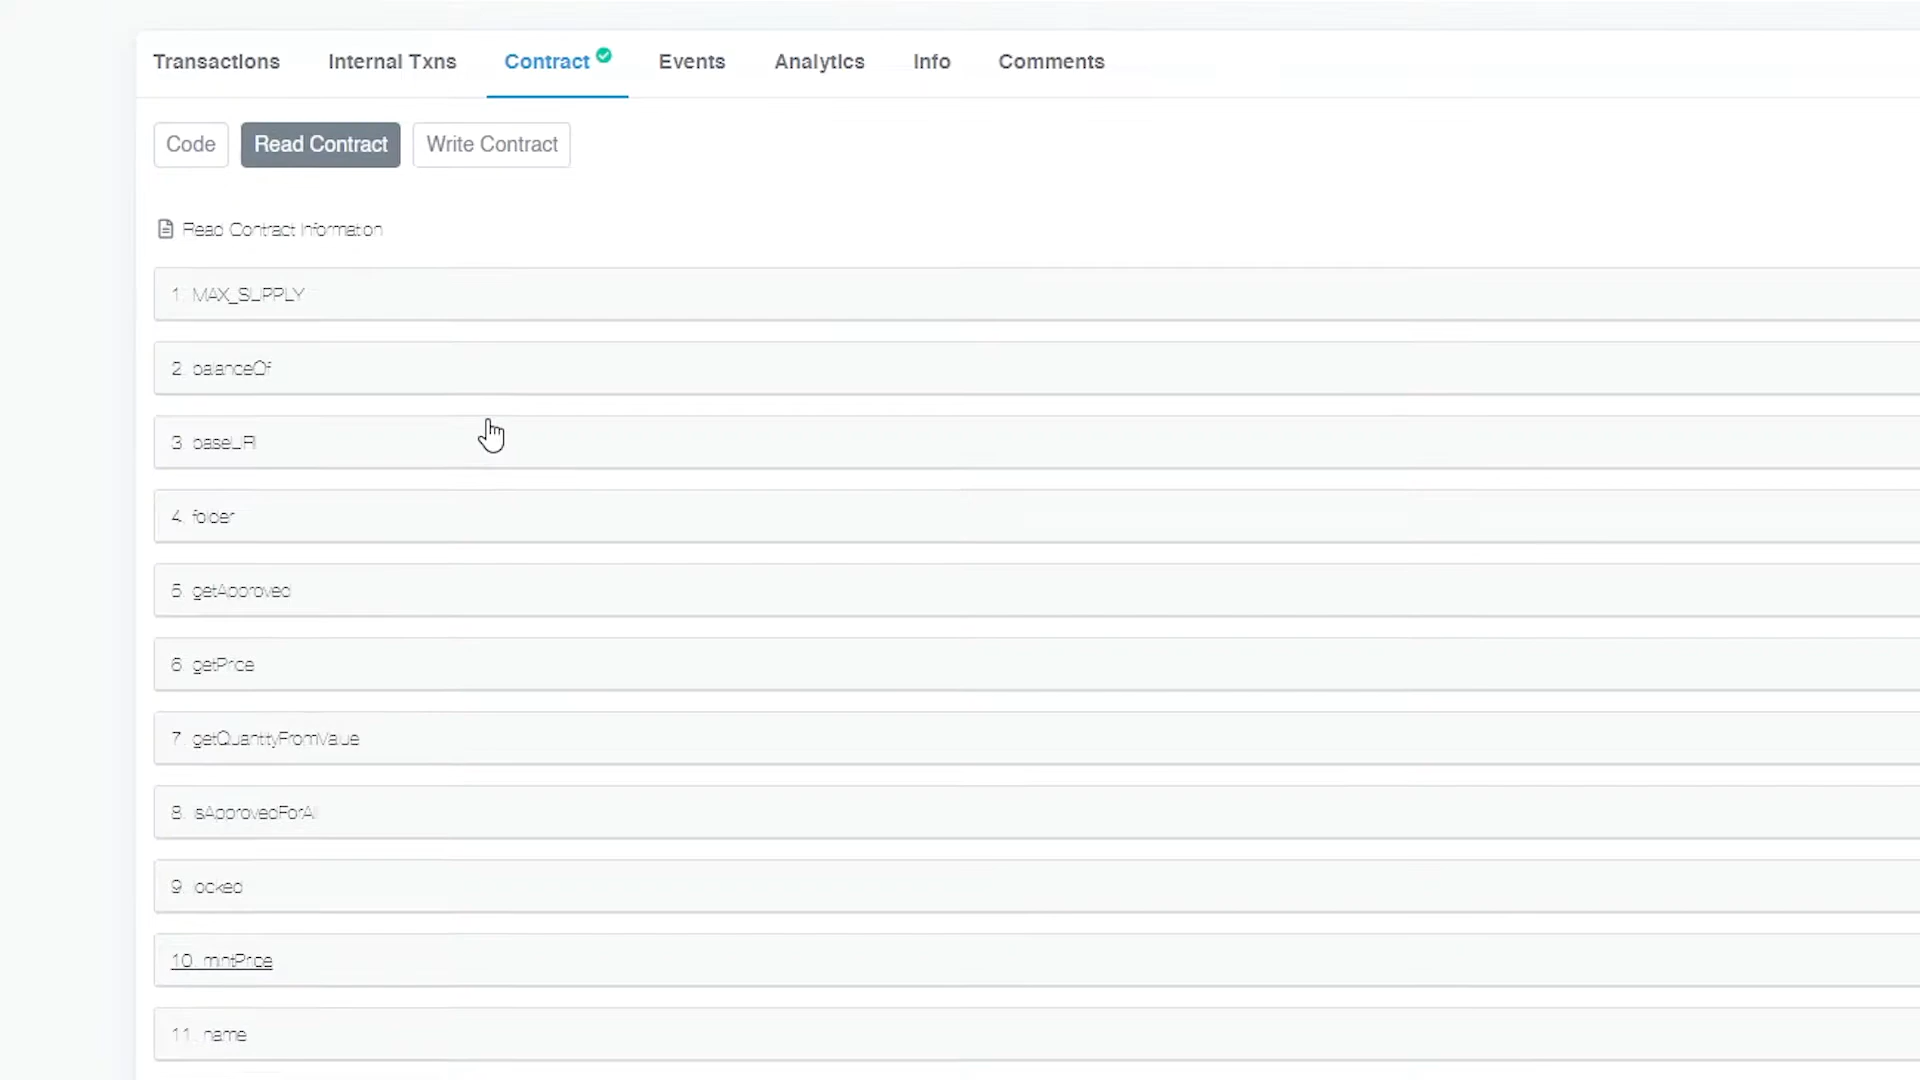 Transactions Internal Txns Contract Events Analytics Info Comments
Code Read Contract Write Contract
Read Contract Information
1. MAX_SUPPLY
2. balanceOf
3. baseURI
4. folder
5. getApproved
6. getPrice
7. getQuantityFromValue
8. isApprovedForAll
9. locked
10. mintPrice
11. name